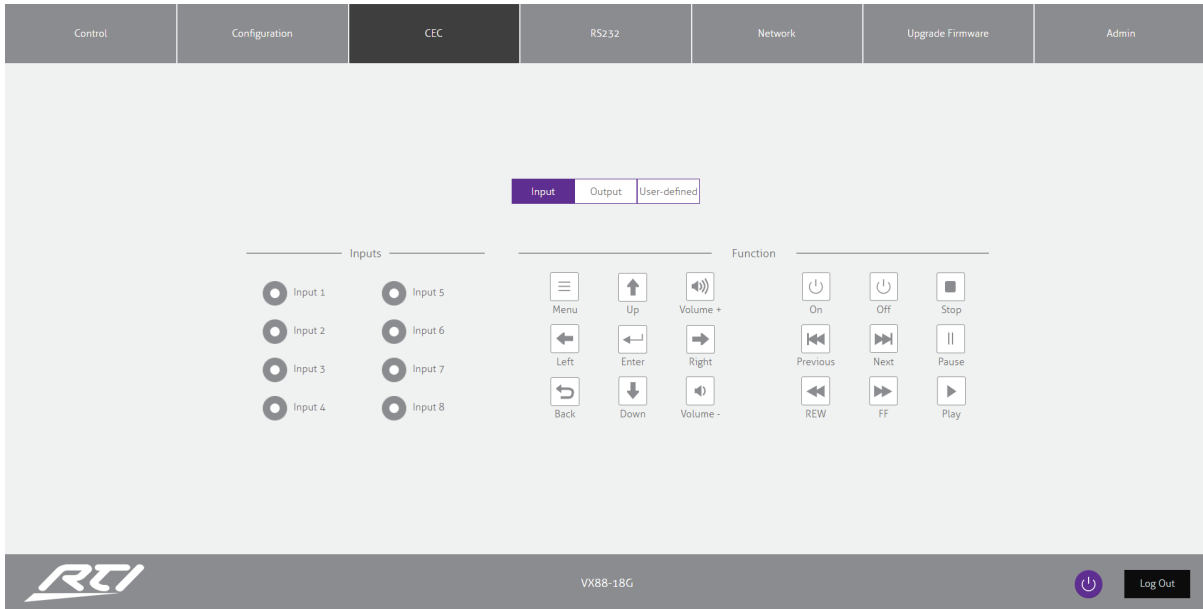 Control Configuration CEC RS232 Network Upgrade Firmware Admin
Input Output User-defined
Inputs Function
Input 1 Input 5
Menu Up Volume + On Off Stop
Input 2 Input 6
Left Enter Right Previous Next Pause
Input 3 Input 7
Input 4 Input 8
Back Down Volume - REW FF Play
RTI VX88-18G Log Out